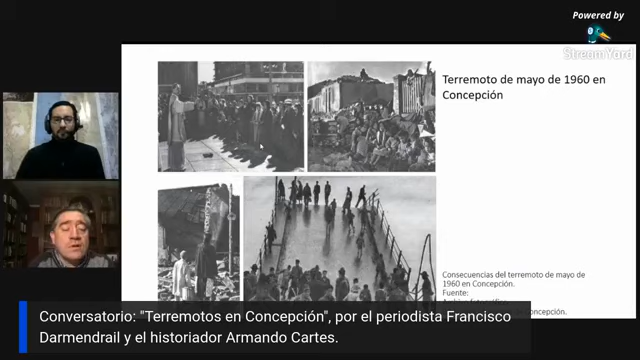 Powered by
StreamYard
Terremoto de mayo de 1960 en
Concepción
Consecuencias del terremoto de mayo de
1960 en Concepción.
Fuente:
Concepción.
Conversatorio: "Terremotos en Concepción", por el periodista Francisco
Darmendrail y el historiador Armando Cartes.